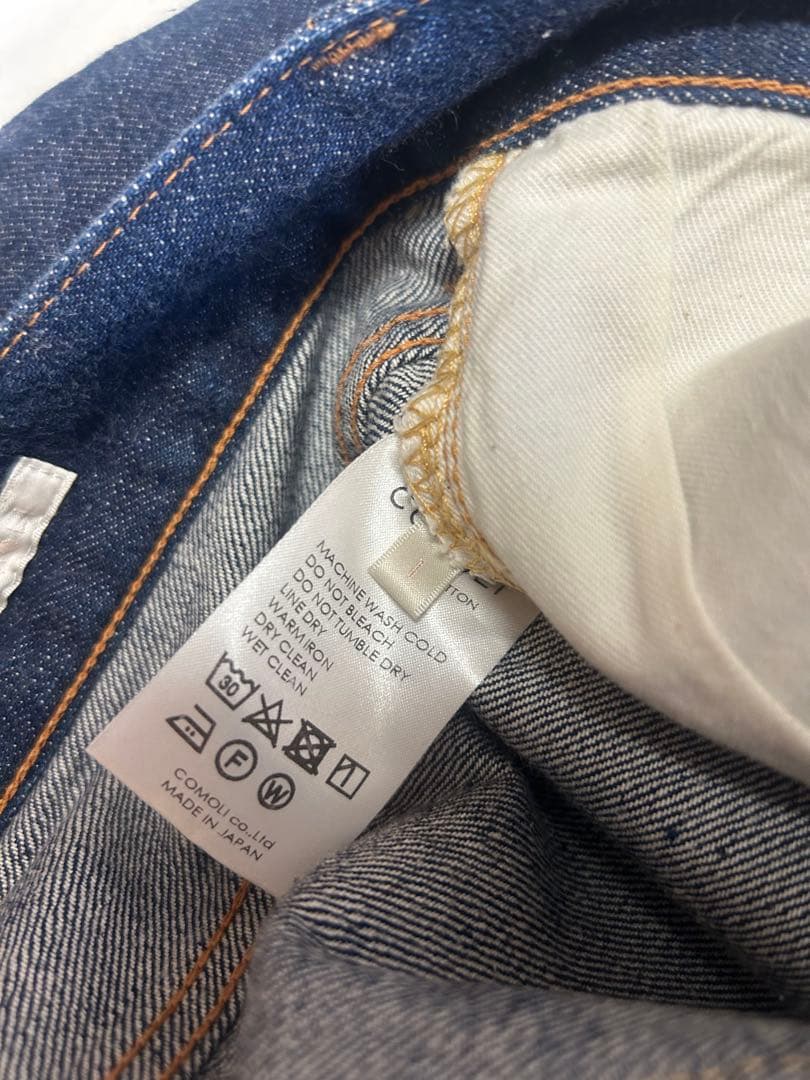 1
MACHINE WASH COLD
DO NOT BLEACH
DO NOT TUMBLE DRY
LINE DRY
WARM IRON
DRY CLEAN
WET CLEAN
30
F W
COMOLI co.,Ltd
MADE IN JAPAN